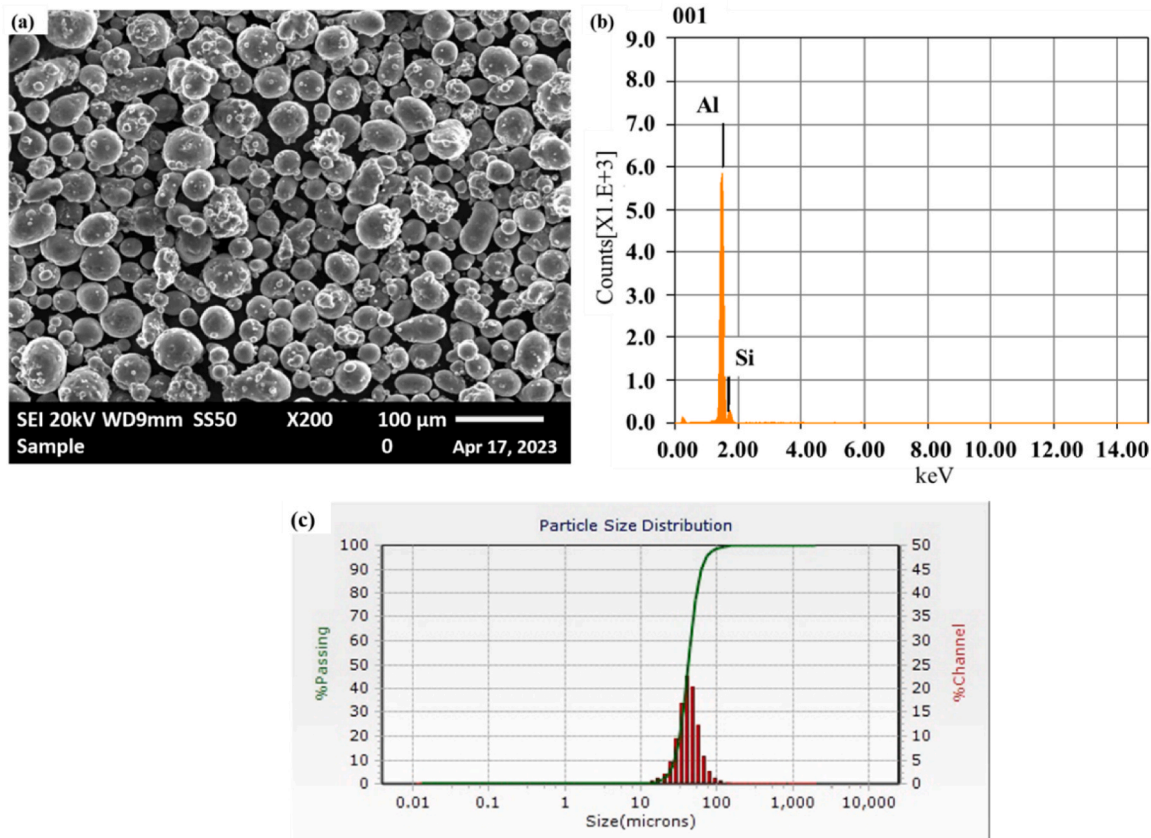 (a)
SEI 20kV WD9mm SS50 X200 100 µm
Sample 0 Apr 17, 2023
(b)
001
9.0
8.0
7.0
6.0
5.0
4.0
3.0
2.0
1.0
0.0
Counts[X1.E+3]
Al
Si
0.00 2.00 4.00 6.00 8.00 10.00 12.00 14.00
keV
(c)
Particle Size Distribution
100
90
80
70
60
50
40
30
20
10
0
%Passing
50
45
40
35
30
25
20
15
10
5
0
%Channel
0.01 0.1 1 10 100 1,000 10,000
Size(microns)